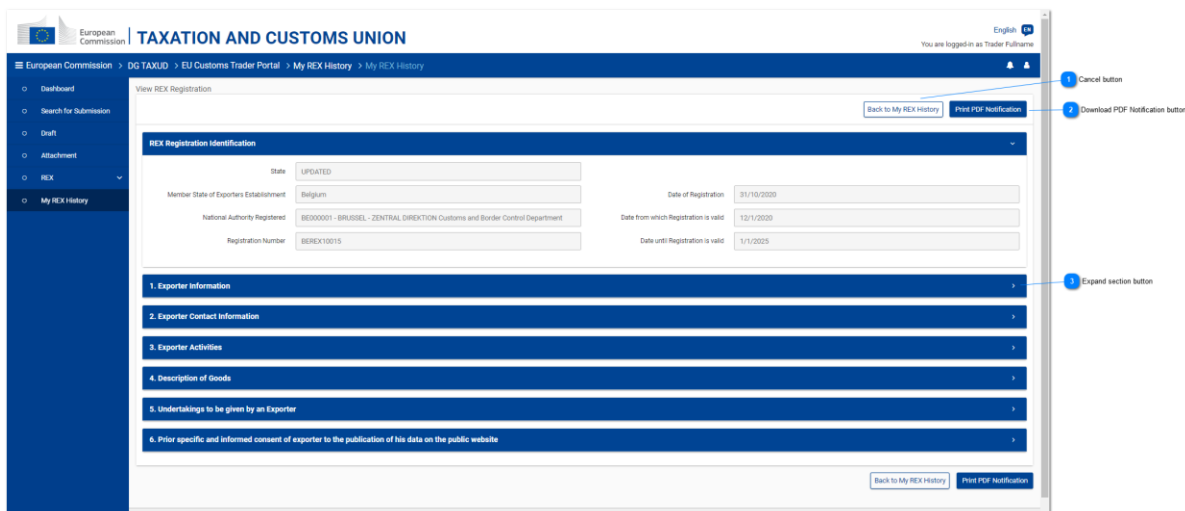 European
Commission
TAXATION AND CUSTOMS UNION
English EN
You are logged-in as Trader Fullname
European Commission > DG TAXUD > EU Customs Trader Portal > My REX History > My REX History
Dashboard
Search for Submission
Draft
Attachment
REX
My REX History
View REX Registration
Back to My REX History Print PDF Notification
1 Cancel button
2 Download PDF Notification button
REX Registration Identification
State UPDATED
Member State of Exporters Establishment Belgium Date of Registration 31/10/2020
National Authority Registered BE000001 - BRUSSEL - ZENTRAL DIREKTION Customs and Border Control Department Date from which Registration is valid 12/1/2020
Registration Number BEREX10015 Date until Registration is valid 1/1/2025
1. Exporter Information
3 Expand section button
2. Exporter Contact Information
3. Exporter Activities
4. Description of Goods
5. Undertakings to be given by an Exporter
6. Prior specific and informed consent of exporter to the publication of his data on the public website
Back to My REX History Print PDF Notification